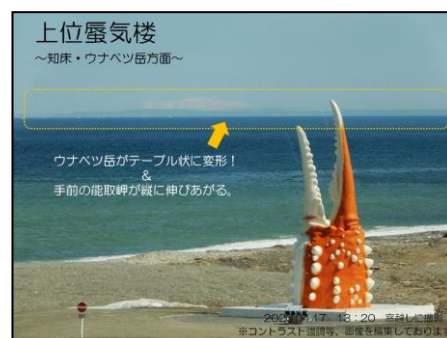 上位蜃気楼
～知床・ウナベツ岳方面～
ウナベツ岳がテーブル状に変形！
&
手前の能取岬が縦に伸びあがる。
17 13：20
※コントラスト強調等、画像を編集しております